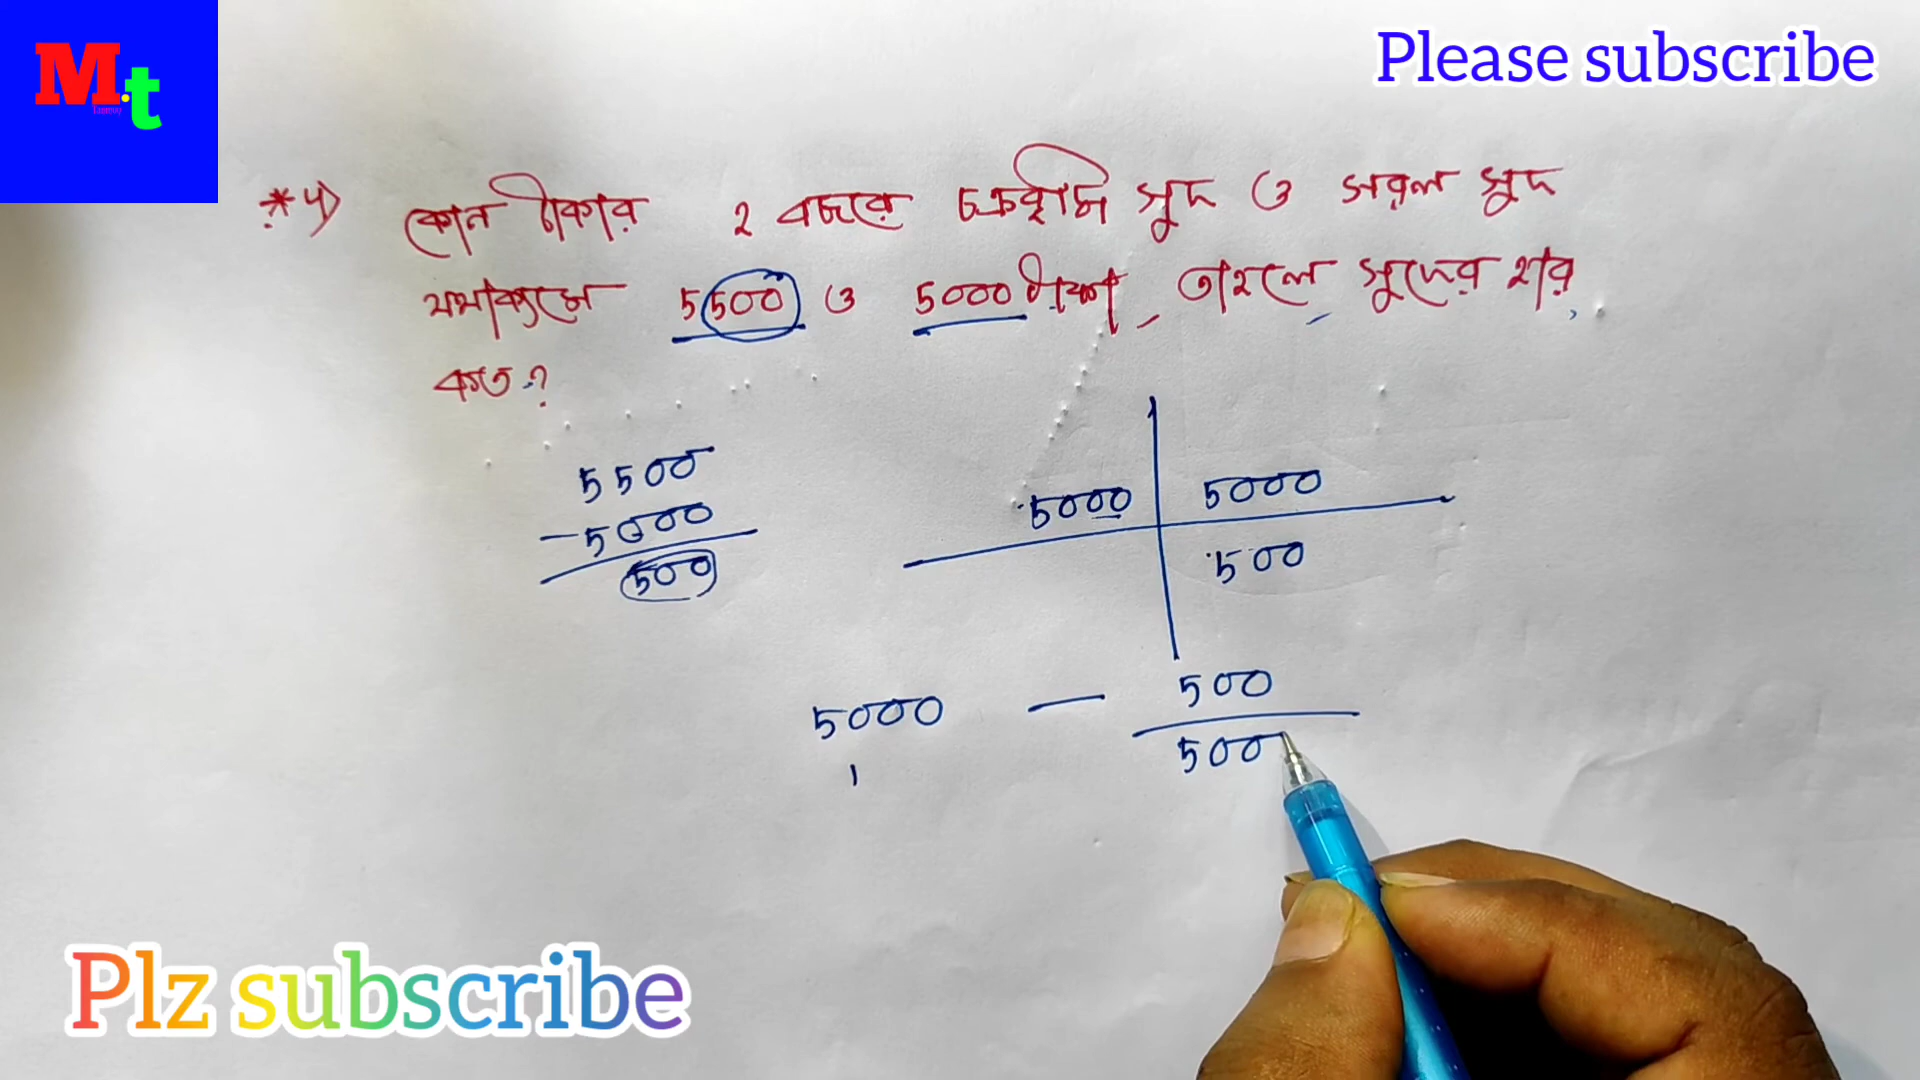 M.t
Please subscribe
* 4) কোন টাকার 2 বছরে চক্রবৃদ্ধি সুদ ও সরল সুদ
যথাক্রমে 5500 ও 5000 টাকা, তাহলে সুদের হার
কত?
5500
- 5000
500
5000 5000
500
5000 — 500
1 500
Plz subscribe